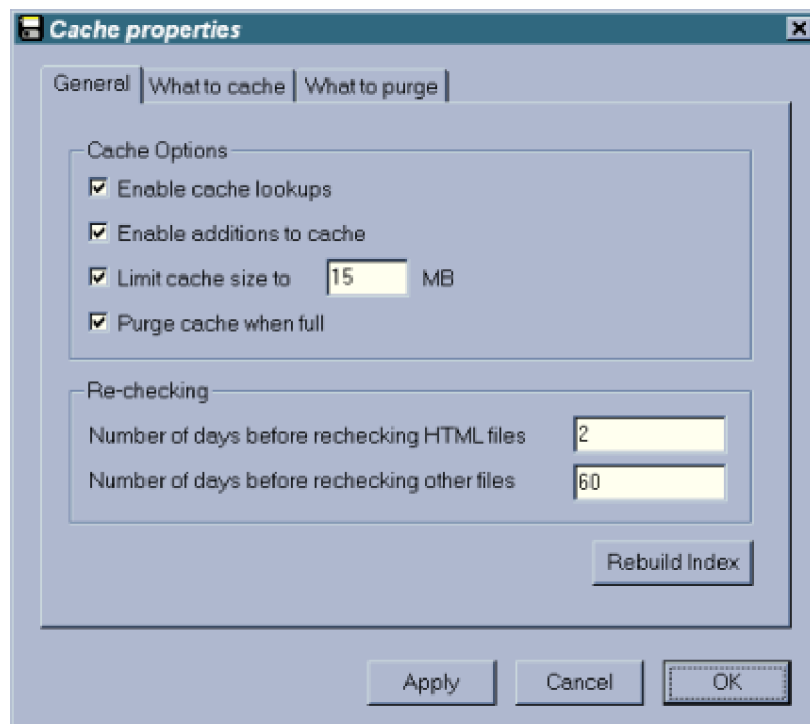 Cache properties
General What to cache What to purge
Cache Options
Enable cache lookups
Enable additions to cache
Limit cache size to 15 MB
Purge cache when full
Re-checking
Number of days before rechecking HTML files 2
Number of days before rechecking other files 60
Rebuild Index
Apply Cancel OK